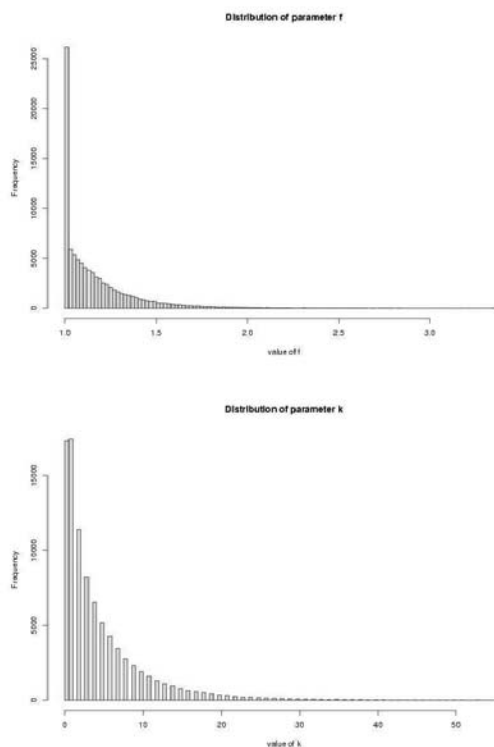 Distribution of parameter f
Frequency
25000
20000
15000
10000
5000
0
1.0 1.5 2.0 2.5 3.0
value of f
Distribution of parameter k
Frequency
15000
10000
5000
0
0 10 20 30 40 50
value of k